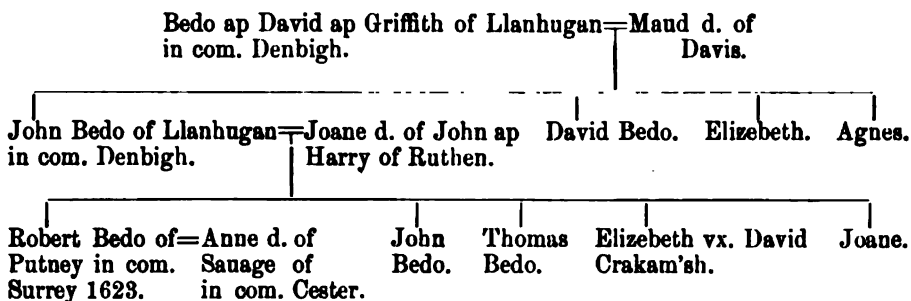 Bedo ap David ap Griffith of Llanhugan=Maud d. of
in com. Denbigh. Davis.
John Bedo of Llanhugan=Joane d. of John ap David Bedo. Elizebeth. Agnes.
in com. Denbigh. Harry of Ruthen.
Robert Bedo of=Anne d. of John Thomas Elizebeth vx. David Joane.
Putney in com. Sauage of Bedo. Bedo. Crakam'sh.
Surrey 1623. in com. Cester.